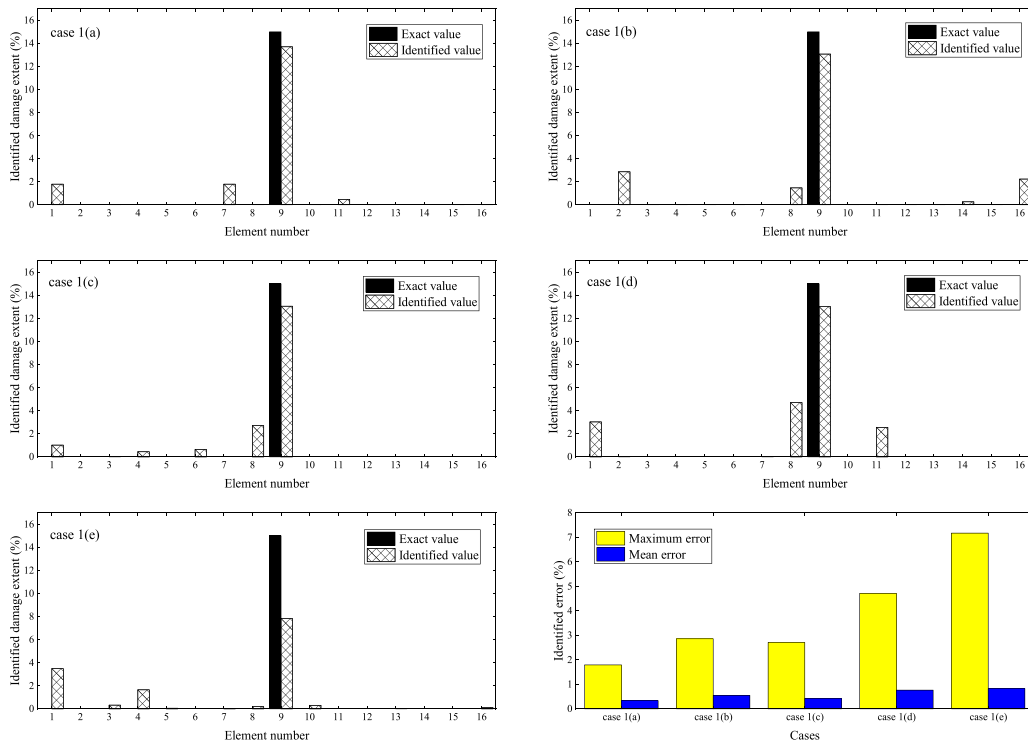 case 1(a)
Exact value
Identified value
Identified damage extent (%)
0 2 4 6 8 10 12 14 16
1 2 3 4 5 6 7 8 9 10 11 12 13 14 15 16
Element number
case 1(b)
Exact value
Identified value
Identified damage extent (%)
0 2 4 6 8 10 12 14 16
1 2 3 4 5 6 7 8 9 10 11 12 13 14 15 16
Element number
case 1(c)
Exact value
Identified value
Identified damage extent (%)
0 2 4 6 8 10 12 14 16
1 2 3 4 5 6 7 8 9 10 11 12 13 14 15 16
Element number
case 1(d)
Exact value
Identified value
Identified damage extent (%)
0 2 4 6 8 10 12 14 16
1 2 3 4 5 6 7 8 9 10 11 12 13 14 15 16
Element number
case 1(e)
Exact value
Identified value
Identified damage extent (%)
0 2 4 6 8 10 12 14 16
1 2 3 4 5 6 7 8 9 10 11 12 13 14 15 16
Element number
Maximum error
Mean error
Identified error (%)
0 1 2 3 4 5 6 7 8
case 1(a) case 1(b) case 1(c) case 1(d) case 1(e)
Cases